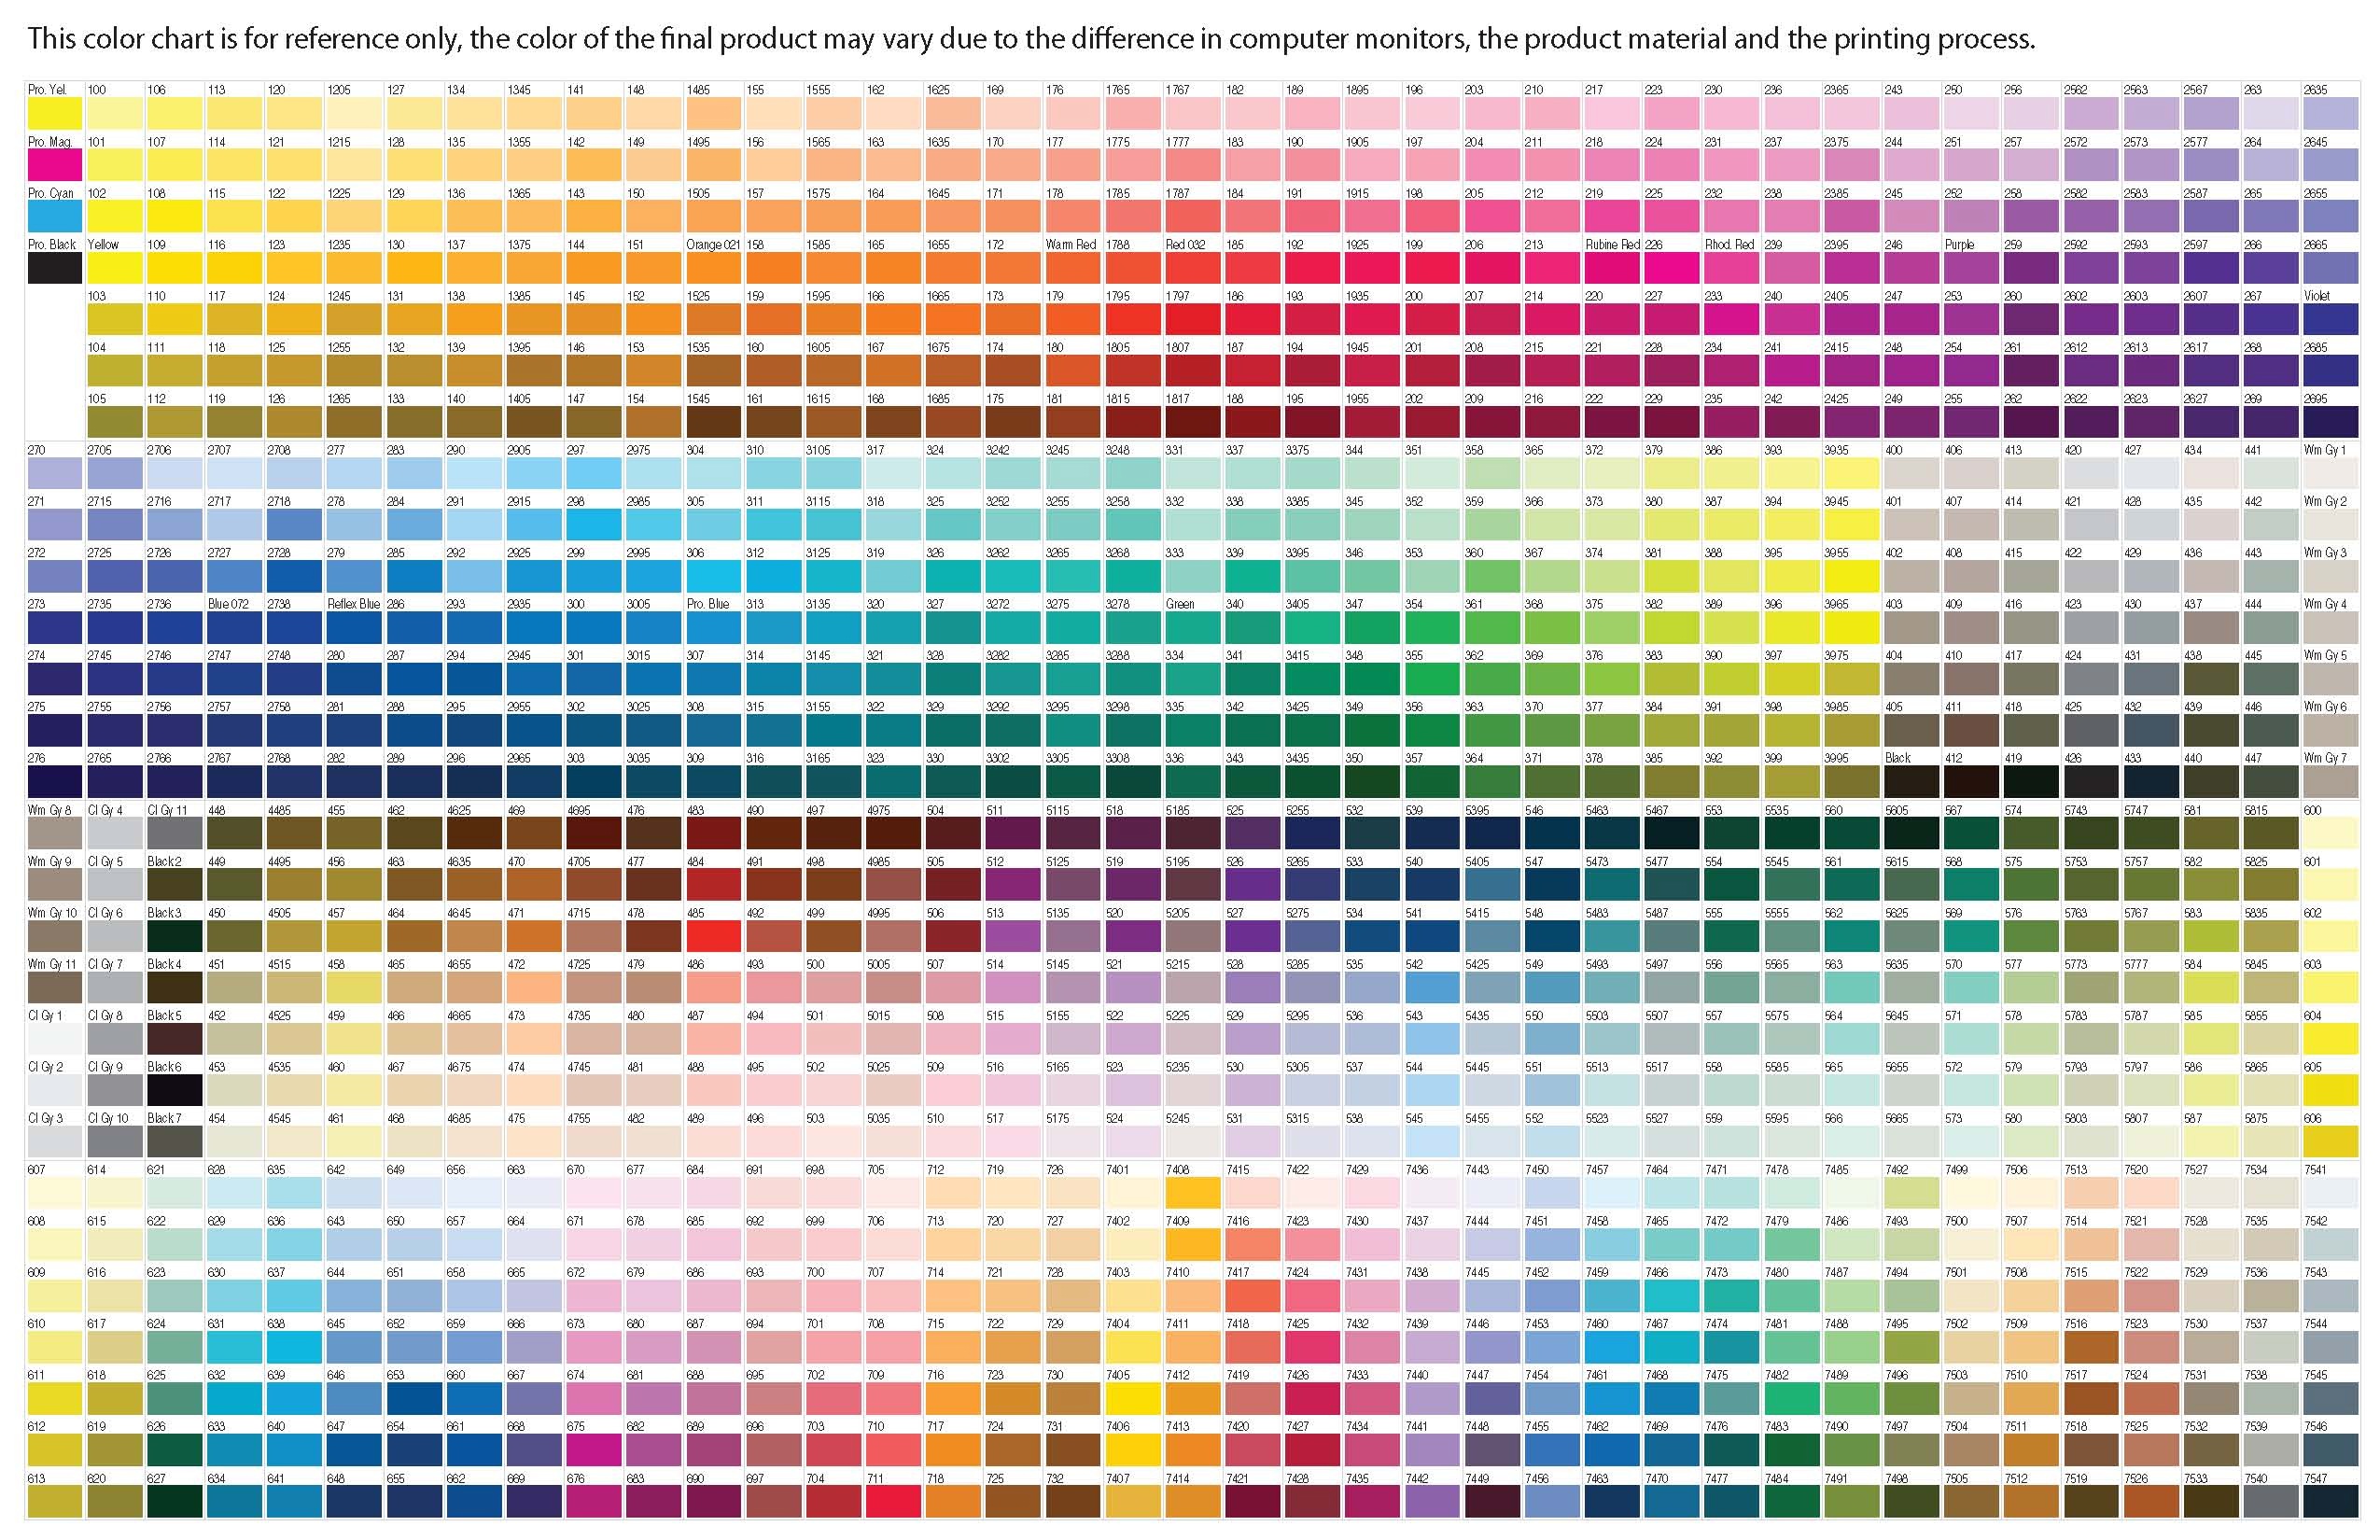 This color chart is for reference only, the color of the final product may vary due to the difference in computer monitors, the product material and the printing process.
Pro. Yel. 100 106 113 120 1205 127 134 1345 141 148 1485 155 1555 162 1625 169 176 1765 1767 182 189 1895 196 203 210 217 223 230 236 2365 243 250 256 2562 2563 2567 263 2635
Pro. Mag. 101 107 114 121 1215 128 135 1355 142 149 1495 156 1565 163 1635 170 177 1775 1777 183 190 1905 197 204 211 218 224 231 237 2375 244 251 257 2572 2573 2577 264 2645
Pro. Cyan 102 108 115 122 1225 129 136 1365 143 150 1505 157 1575 164 1645 171 178 1785 1787 184 191 1915 198 205 212 219 225 232 238 2385 245 252 258 2582 2583 2587 265 2655
Pro. Black Yellow 109 116 123 1235 130 137 1375 144 151 Orange 021 158 1585 165 1655 172 Warm Red 1788 Red 032 185 192 1925 199 206 213 Rubine Red 226 Rhod. Red 239 2395 246 Purple 259 2592 2593 2597 266 2665
103 110 117 124 1245 131 138 1385 145 152 1525 159 1595 166 1665 173 179 1795 1797 186 193 1935 200 207 214 220 227 233 240 2405 247 253 260 2602 2603 2607 267 Violet
104 111 118 125 1255 132 139 1395 146 153 1535 160 1605 167 1675 174 180 1805 1807 187 194 1945 201 208 215 221 228 234 241 2415 248 254 261 2612 2613 2617 268 2685
105 112 119 126 1265 133 140 1405 147 154 1545 161 1615 168 1685 175 181 1815 1817 188 195 1955 202 209 216 222 229 235 242 2425 249 255 262 2622 2623 2627 269 2695
270 2705 2706 2707 2708 277 283 290 2905 297 2975 304 310 3105 317 324 3242 3245 3248 331 337 3375 344 351 358 365 372 379 386 393 3935 400 406 413 420 427 434 441 Wm Gy 1
271 2715 2716 2717 2718 278 284 291 2915 298 2985 305 311 3115 318 325 3252 3255 3258 332 338 3385 345 352 359 366 373 380 387 394 3945 401 407 414 421 428 435 442 Wm Gy 2
272 2725 2726 2727 2728 279 285 292 2925 299 2995 306 312 3125 319 326 3262 3265 3268 333 339 3395 346 353 360 367 374 381 388 395 3955 402 408 415 422 429 436 443 Wm Gy 3
273 2735 2736 Blue 072 2738 Reflex Blue 286 293 2935 300 3005 Pro. Blue 313 3135 320 327 3272 3275 3278 Green 340 3405 347 354 361 368 375 382 389 396 3965 403 409 416 423 430 437 444 Wm Gy 4
274 2745 2746 2747 2748 280 287 294 2945 301 3015 307 314 3145 321 328 3282 3285 3288 334 341 3415 348 355 362 369 376 383 390 397 3975 404 410 417 424 431 438 445 Wm Gy 5
275 2755 2756 2757 2758 281 288 295 2955 302 3025 308 315 3155 322 329 3292 3295 3298 335 342 3425 349 356 363 370 377 384 391 398 3985 405 411 418 425 432 439 446 Wm Gy 6
276 2765 2766 2767 2768 282 289 296 2965 303 3035 309 316 3165 323 330 3302 3305 3308 336 343 3435 350 357 364 371 378 385 392 399 3995 Black 412 419 426 433 440 447 Wm Gy 7
Wm Gy 8 Cl Gy 4 Cl Gy 11 448 4485 455 462 4625 469 4695 476 483 490 497 4975 504 511 5115 518 5185 525 5255 532 539 5395 546 5463 5467 553 5535 560 5605 567 574 5743 5747 581 5815 600
Wm Gy 9 Cl Gy 5 Black 2 449 4495 456 463 4635 470 4705 477 484 491 498 4985 505 512 5125 519 5195 526 5265 533 540 5405 547 5473 5477 554 5545 561 5615 568 575 5753 5757 582 5825 601
Wm Gy 10 Cl Gy 6 Black 3 450 4505 457 464 4645 471 4715 478 485 492 499 4995 506 513 5135 520 5205 527 5275 534 541 5415 548 5483 5487 555 5555 562 5625 569 576 5763 5767 583 5835 602
Wm Gy 11 Cl Gy 7 Black 4 451 4515 458 465 4655 472 4725 479 486 493 500 5005 507 514 5145 521 5215 528 5285 535 542 5425 549 5493 5497 556 5565 563 5635 570 577 5773 5777 584 5845 603
Cl Gy 1 Cl Gy 8 Black 5 452 4525 459 466 4665 473 4735 480 487 494 501 5015 508 515 5155 522 5225 529 5295 536 543 5435 550 5503 5507 557 5575 564 5645 571 578 5783 5787 585 5855 604
Cl Gy 2 Cl Gy 9 Black 6 453 4535 460 467 4675 474 4745 481 488 495 502 5025 509 516 5165 523 5235 530 5305 537 544 5445 551 5513 5517 558 5585 565 5655 572 579 5793 5797 586 5865 605
Cl Gy 3 Cl Gy 10 Black 7 454 4545 461 468 4685 475 4755 482 489 496 503 5035 510 517 5175 524 5245 531 5315 538 545 5455 552 5523 5527 559 5595 566 5665 573 580 5803 5807 587 5875 606
607 614 621 628 635 642 649 656 663 670 677 684 691 698 705 712 719 726 7401 7408 7415 7422 7429 7436 7443 7450 7457 7464 7471 7478 7485 7492 7499 7506 7513 7520 7527 7534 7541
608 615 622 629 636 643 650 657 664 671 678 685 692 699 706 713 720 727 7402 7409 7416 7423 7430 7437 7444 7451 7458 7465 7472 7479 7486 7493 7500 7507 7514 7521 7528 7535 7542
609 616 623 630 637 644 651 658 665 672 679 686 693 700 707 714 721 728 7403 7410 7417 7424 7431 7438 7445 7452 7459 7466 7473 7480 7487 7494 7501 7508 7515 7522 7529 7536 7543
610 617 624 631 638 645 652 659 666 673 680 687 694 701 708 715 722 729 7404 7411 7418 7425 7432 7439 7446 7453 7460 7467 7474 7481 7488 7495 7502 7509 7516 7523 7530 7537 7544
611 618 625 632 639 646 653 660 667 674 681 688 695 702 709 716 723 730 7405 7412 7419 7426 7433 7440 7447 7454 7461 7468 7475 7482 7489 7496 7503 7510 7517 7524 7531 7538 7545
612 619 626 633 640 647 654 661 668 675 682 689 696 703 710 717 724 731 7406 7413 7420 7427 7434 7441 7448 7455 7462 7469 7476 7483 7490 7497 7504 7511 7518 7525 7532 7539 7546
613 620 627 634 641 648 655 662 669 676 683 690 697 704 711 718 725 732 7407 7414 7421 7428 7435 7442 7449 7456 7463 7470 7477 7484 7491 7498 7505 7512 7519 7526 7533 7540 7547